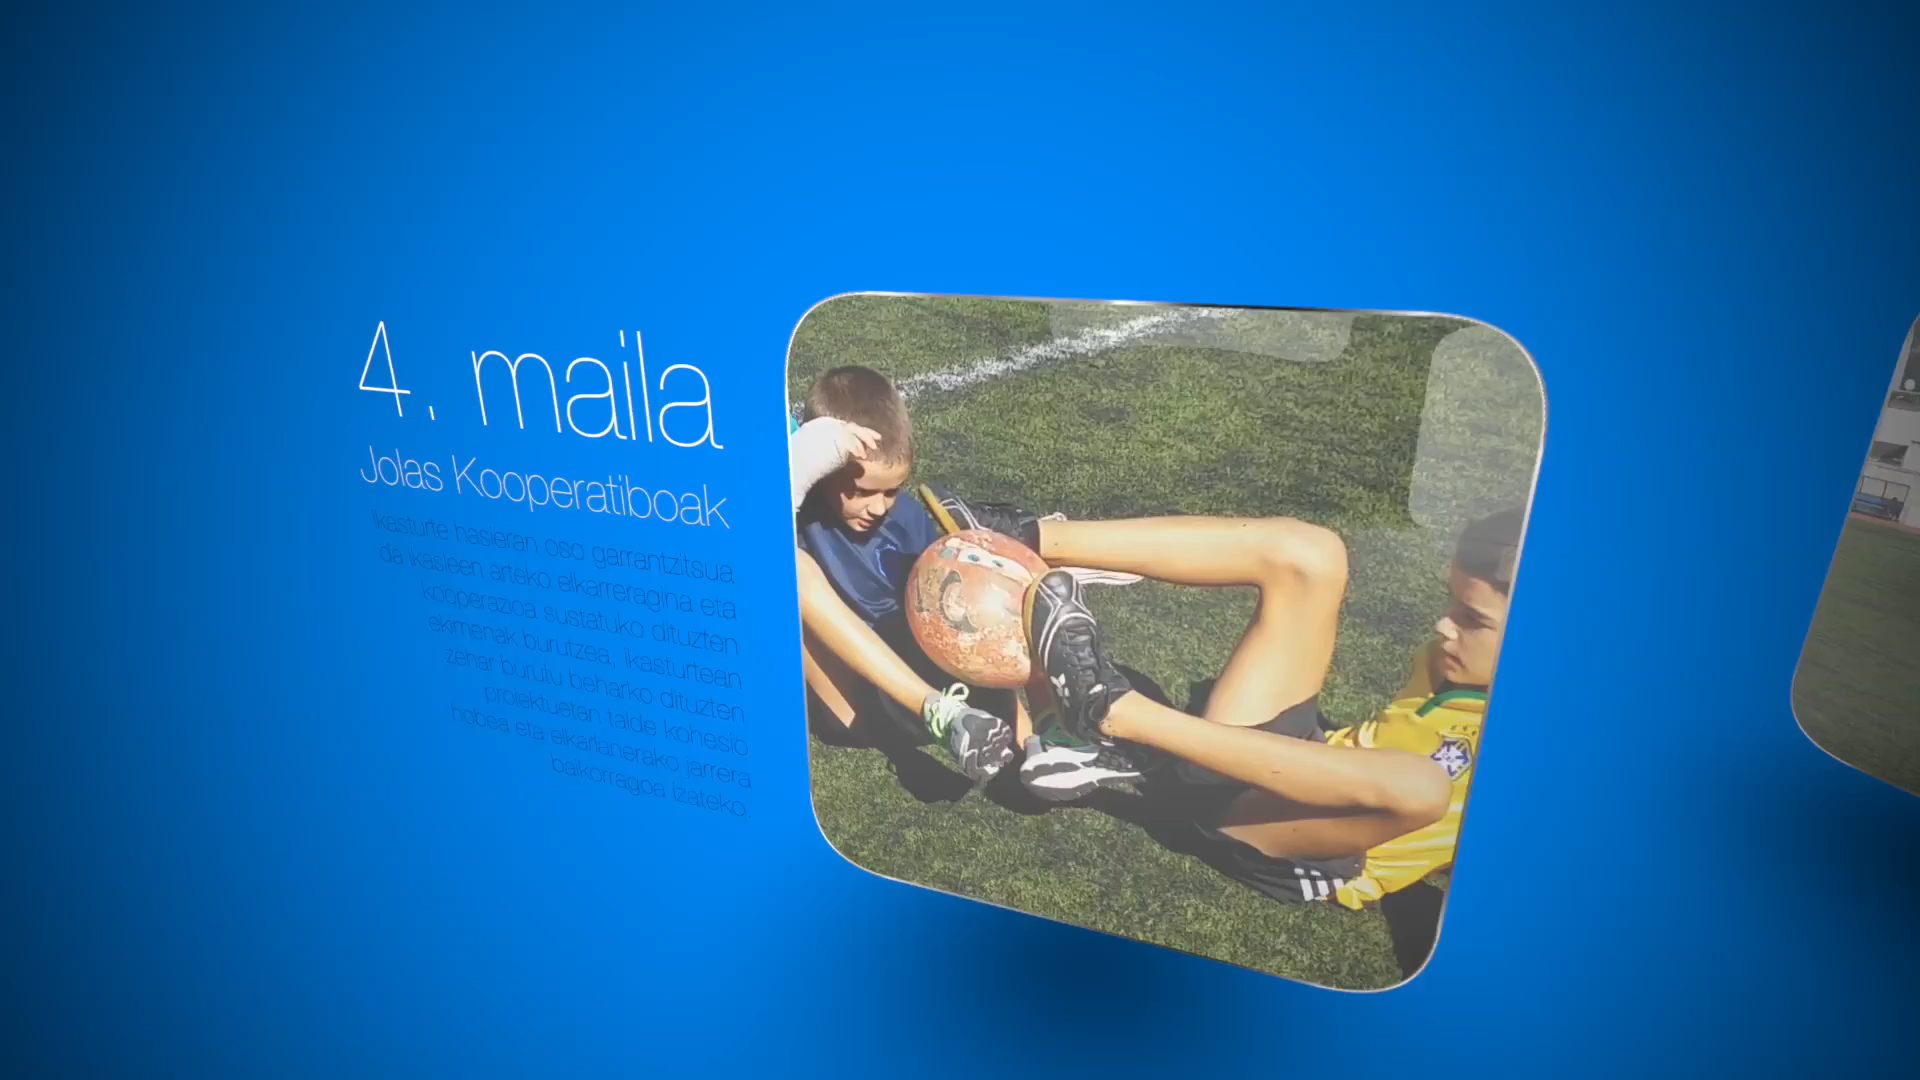 4. maila
Jolas Kooperatiboak
Ikasturte hasieran oso garrantzitsua
da ikasleen arteko elkarreragina eta
kooperazioa sustatuko dituzten
ekimenak burutzea, ikasturtean
zehar burutu beharko dituzten
proiektuetan talde kohesio
hobea eta elkarlanerako jarrera
baikorragoa izateko.